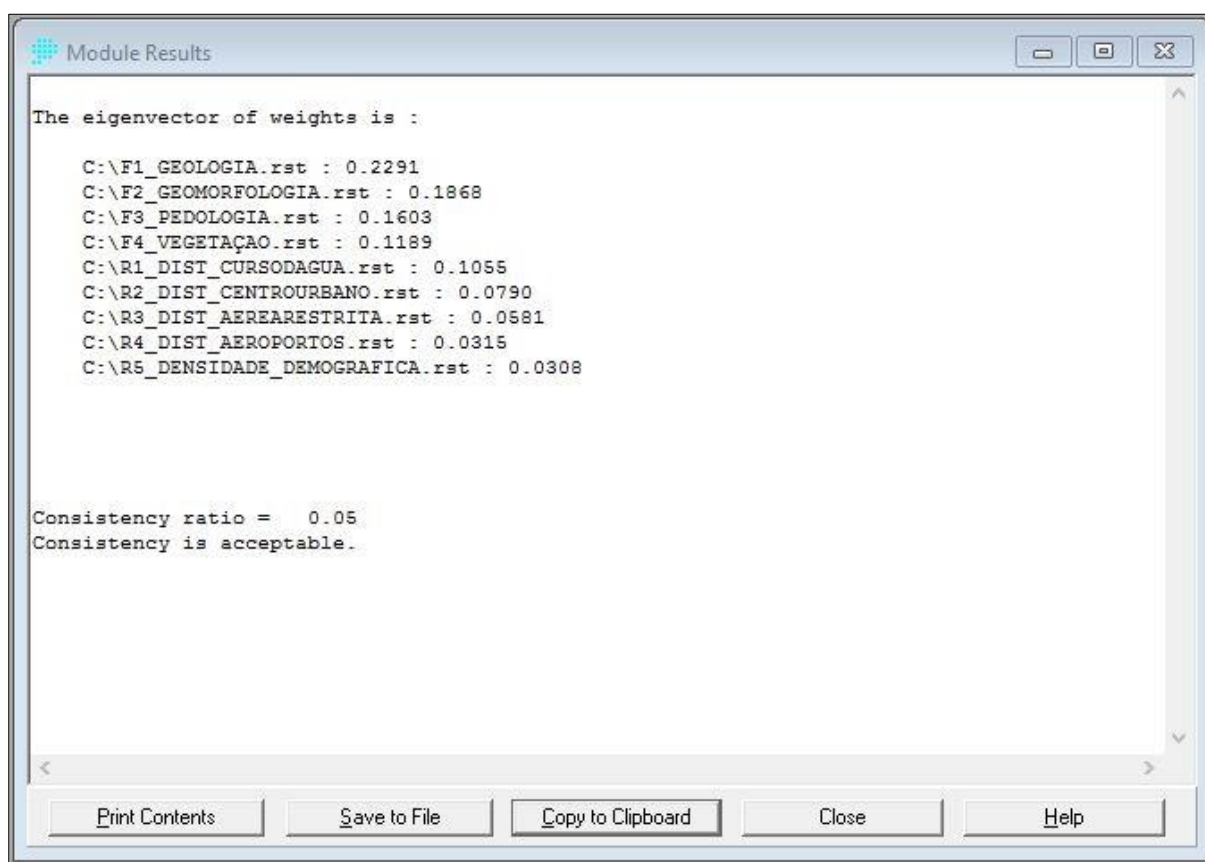 Module Results
The eigenvector of weights is :
C:\F1_GEOLOGIA.rst : 0.2291
C:\F2_GEOMORFOLOGIA.rst : 0.1868
C:\F3_PEDOLOGIA.rst : 0.1603
C:\F4_VEGETAÇAO.rst : 0.1189
C:\R1_DIST_CURSODAGUA.rst : 0.1055
C:\R2_DIST_CENTROURBANO.rst : 0.0790
C:\R3_DIST_AEREARESTRITA.rst : 0.0581
C:\R4_DIST_AEROPORTOS.rst : 0.0315
C:\R5_DENSIDADE_DEMOGRAFICA.rst : 0.0308
Consistency ratio = 0.05
Consistency is acceptable.
Print Contents Save to File Copy to Clipboard Close Help